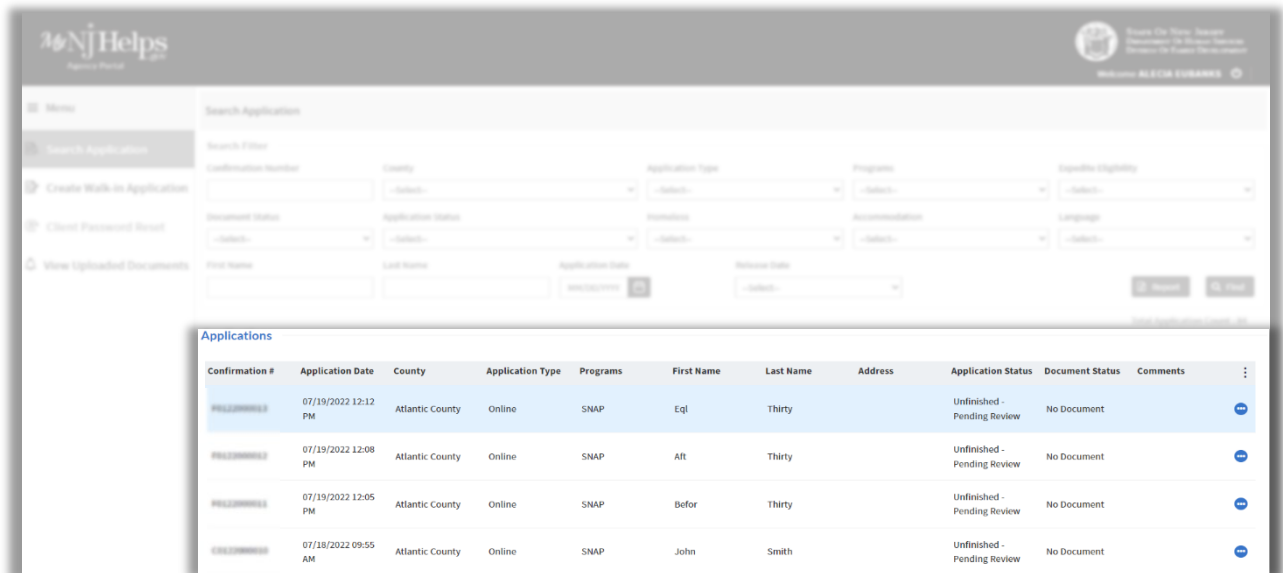 MyNJHelps
Agency Portal
Welcome ALECIA EUBANKS
Menu
Search Application
Search Application
Create Walk-in Application
Client Password Reset
View Uploaded Documents
Search Filter
Confirmation Number County Application Type Programs Expedite Eligibility
--Select-- --Select-- --Select-- --Select--
Document Status Application Status Homeless Accommodation Language
--Select-- --Select-- --Select-- --Select-- --Select--
First Name Last Name Application Date Release Date
MM/DD/YYYY --Select-- Report Find
Total Application Count
Applications
Confirmation # Application Date County Application Type Programs First Name Last Name Address Application Status Document Status Comments
07/19/2022 12:12 Unfinished -
Atlantic County Online SNAP Eql Thirty No Document
PM Pending Review
07/19/2022 12:08 Unfinished -
Atlantic County Online SNAP Aft Thirty No Document
PM Pending Review
07/19/2022 12:05 Unfinished -
Atlantic County Online SNAP Befor Thirty No Document
PM Pending Review
07/18/2022 09:55 Unfinished -
Atlantic County Online SNAP John Smith No Document
AM Pending Review